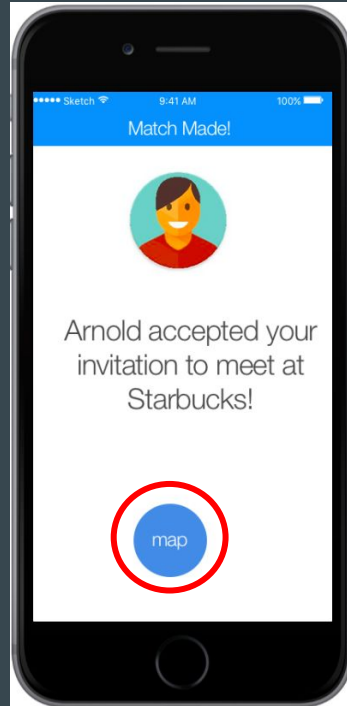 Sketch 9:41 AM 100%
Match Made!
Arnold accepted your
invitation to meet at
Starbucks!
map